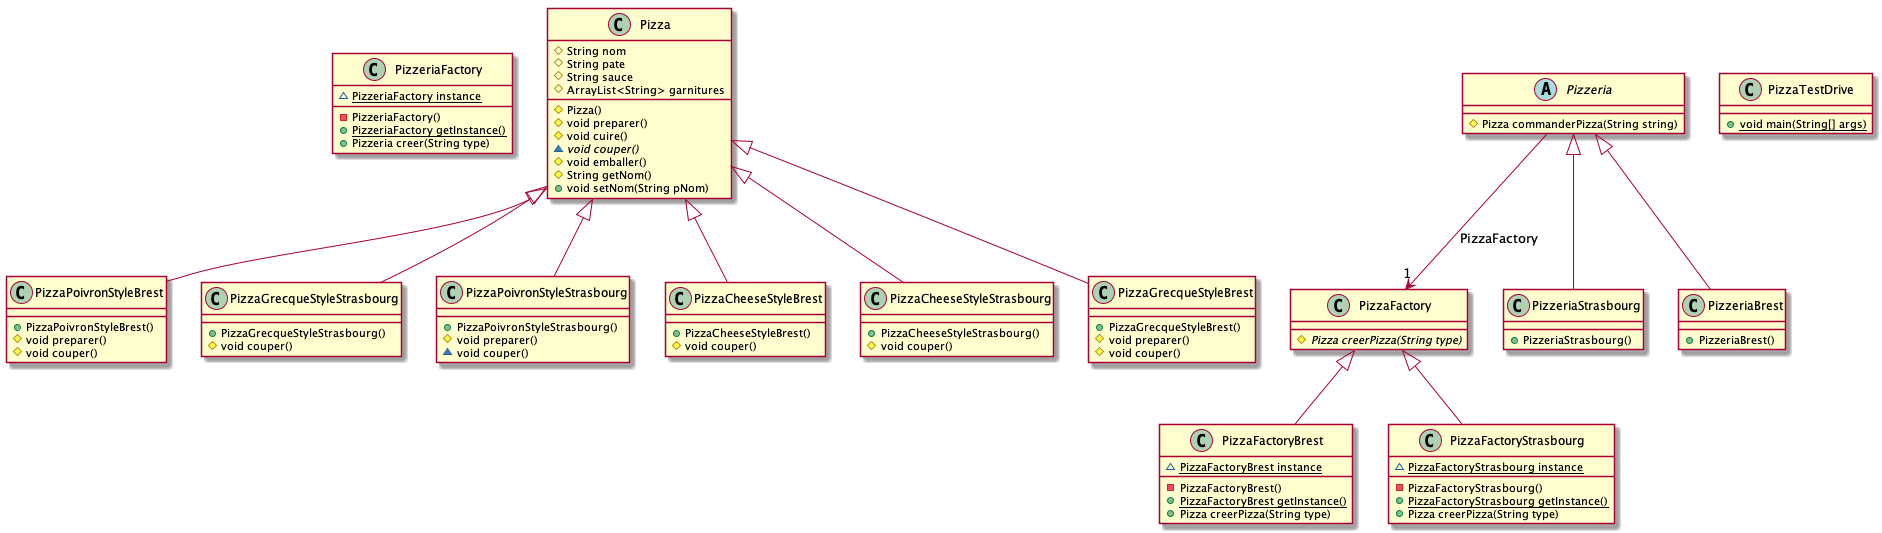 C PizzeriaFactory
PizzeriaFactory instance
PizzeriaFactory()
PizzeriaFactory getInstance()
Pizzeria creer(String type)
C Pizza
String nom
String pate
String sauce
ArrayList<String> garnitures
Pizza()
void preparer()
void cuire()
void couper()
void emballer()
String getNom()
void setNom(String pNom)
A Pizzeria
Pizza commanderPizza(String string)
C PizzaTestDrive
void main(String[] args)
PizzaFactory
1
C PizzaPoivronStyleBrest
PizzaPoivronStyleBrest()
void preparer()
void couper()
C PizzaGrecqueStyleStrasbourg
PizzaGrecqueStyleStrasbourg()
void couper()
C PizzaPoivronStyleStrasbourg
PizzaPoivronStyleStrasbourg()
void preparer()
void couper()
C PizzaCheeseStyleBrest
PizzaCheeseStyleBrest()
void couper()
C PizzaCheeseStyleStrasbourg
PizzaCheeseStyleStrasbourg()
void couper()
C PizzaGrecqueStyleBrest
PizzaGrecqueStyleBrest()
void preparer()
void couper()
C PizzaFactory
Pizza creerPizza(String type)
C PizzeriaStrasbourg
PizzeriaStrasbourg()
C PizzeriaBrest
PizzeriaBrest()
C PizzaFactoryBrest
PizzaFactoryBrest instance
PizzaFactoryBrest()
PizzaFactoryBrest getInstance()
Pizza creerPizza(String type)
C PizzaFactoryStrasbourg
PizzaFactoryStrasbourg instance
PizzaFactoryStrasbourg()
PizzaFactoryStrasbourg getInstance()
Pizza creerPizza(String type)